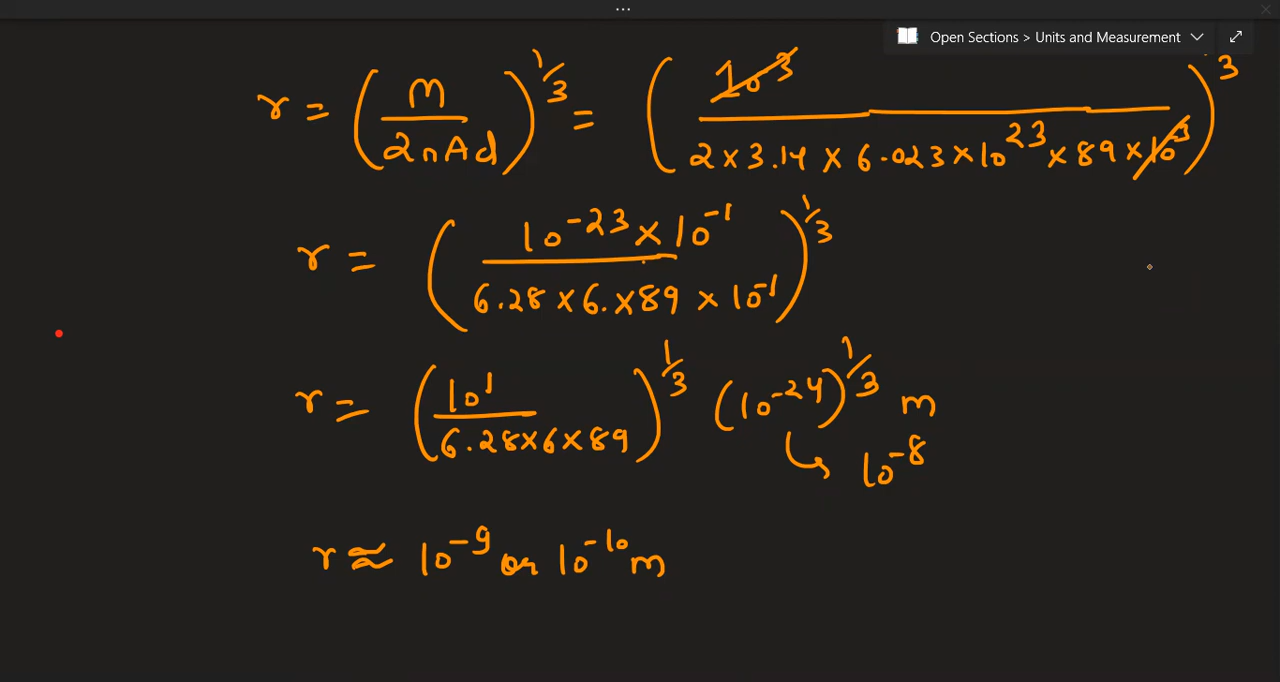 ...
Open Sections > Units and Measurement
r = (m / 2nAd)^1/3 = (10^3 / 2 × 3.14 × 6.023 × 10^23 × 89 × 10^3)^3
r = (10^-23 × 10^-1 / 6.28 × 6. × 89 × 10^-1)^1/3
r = (10^1 / 6.28 × 6 × 89)^1/3 (10^-24)^1/3 m
↳ 10^-8
r ≈ 10^-9 or 10^-10 m